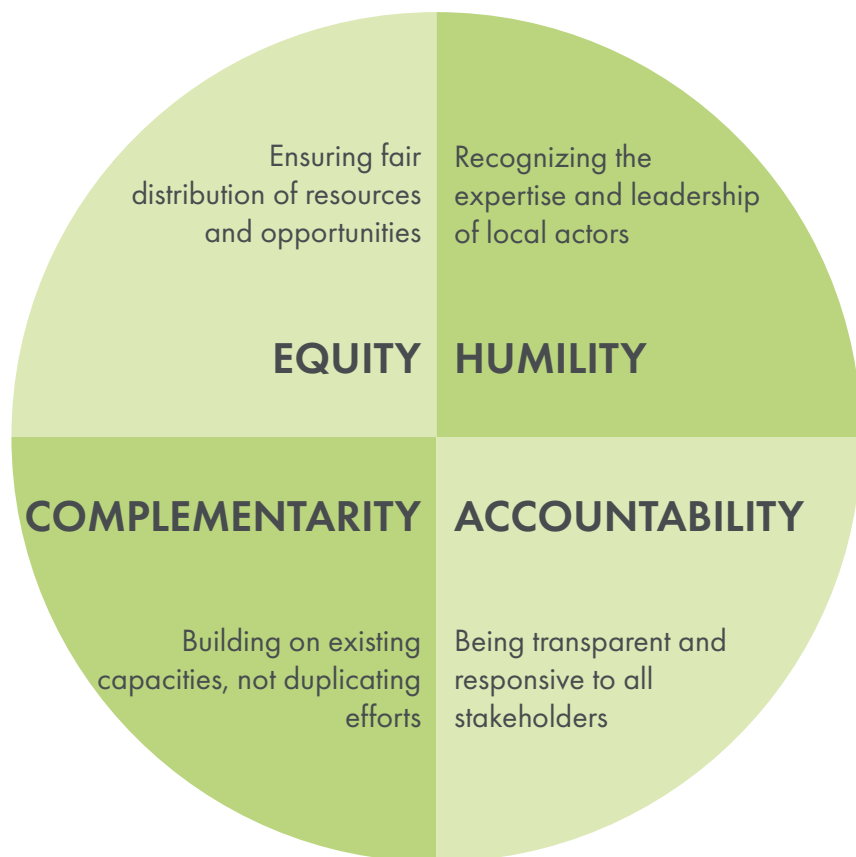 Ensuring fair
distribution of resources
and opportunities
EQUITY
Recognizing the
expertise and leadership
of local actors
HUMILITY
COMPLEMENTARITY
Building on existing
capacities, not duplicating
efforts
ACCOUNTABILITY
Being transparent and
responsive to all
stakeholders